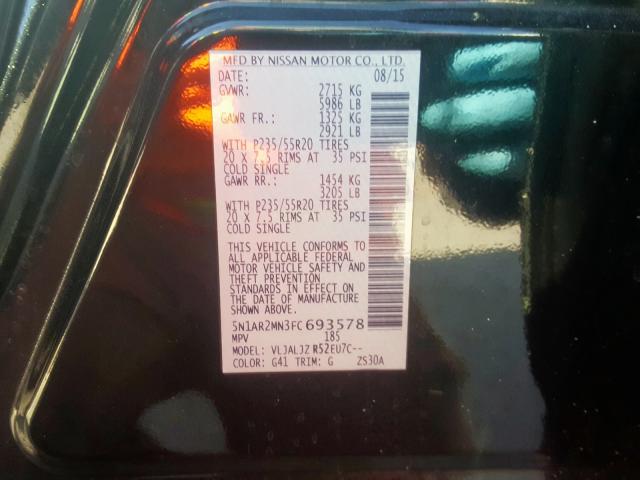 MFD BY NISSAN MOTOR CO., LTD.
DATE: 08/15
GVWR: 2715 KG
5986 LB
GAWR FR.: 1325 KG
2921 LB
WITH P235/55R20 TIRES
20 X 7.5 RIMS AT 35 PSI
COLD SINGLE
GAWR RR.: 1454 KG
3205 LB
WITH P235/55R20 TIRES
20 X 7.5 RIMS AT 35 PSI
COLD SINGLE
THIS VEHICLE CONFORMS TO
ALL APPLICABLE FEDERAL
MOTOR VEHICLE SAFETY AND
THEFT PREVENTION
STANDARDS IN EFFECT ON
THE DATE OF MANUFACTURE
SHOWN ABOVE.
5N1AR2MN3FC693578
MPV 185
MODEL: VLJALJZ R52EU7C--
COLOR: G41 TRIM: G ZS30A